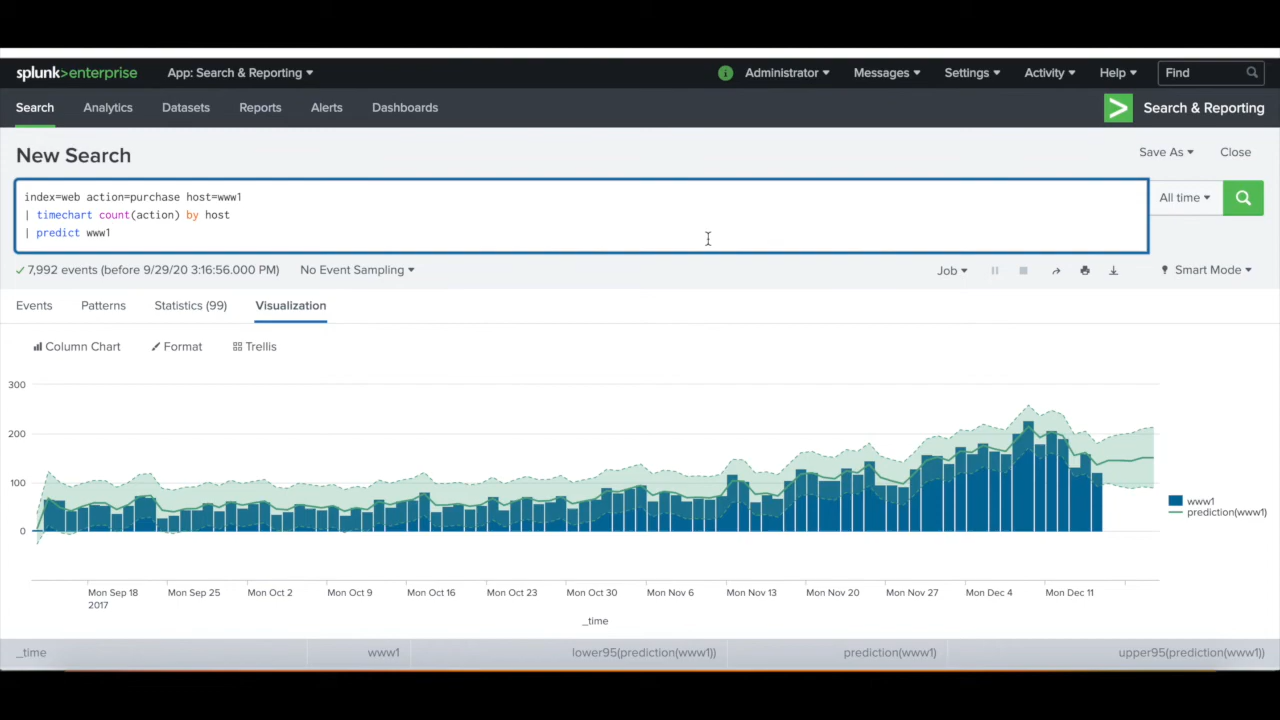 splunk>enterprise App: Search & Reporting i Administrator Messages Settings Activity Help Find
Search Analytics Datasets Reports Alerts Dashboards > Search & Reporting
New Search Save As Close
index=web action=purchase host=www1
| timechart count(action) by host
| predict www1
All time
7,992 events (before 9/29/20 3:16:56.000 PM) No Event Sampling Job Smart Mode
Events Patterns Statistics (99) Visualization
Column Chart Format Trellis
300
200
100
0
www1
prediction(www1)
Mon Sep 18 Mon Sep 25 Mon Oct 2 Mon Oct 9 Mon Oct 16 Mon Oct 23 Mon Oct 30 Mon Nov 6 Mon Nov 13 Mon Nov 20 Mon Nov 27 Mon Dec 4 Mon Dec 11
2017
_time
_time www1 lower95(prediction(www1)) prediction(www1) upper95(prediction(www1))